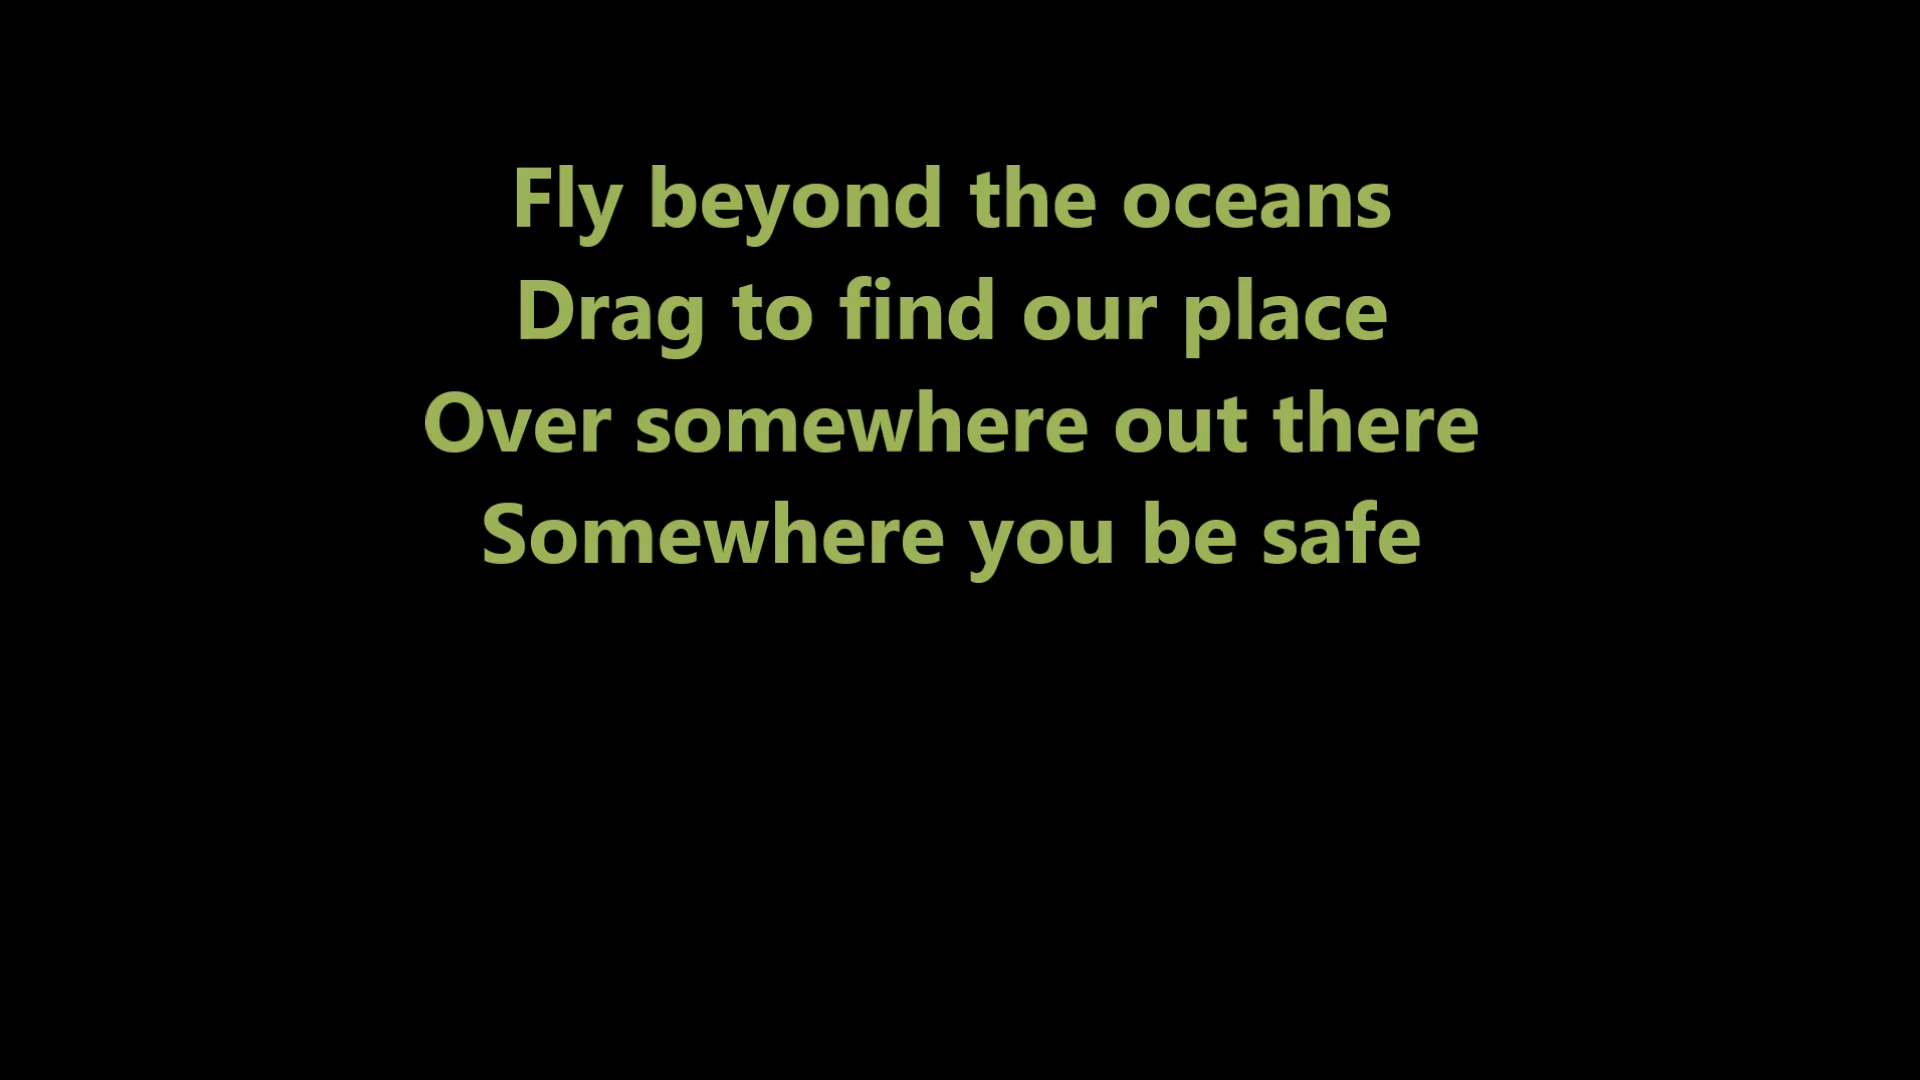 Fly beyond the oceans
Drag to find our place
Over somewhere out there
Somewhere you be safe